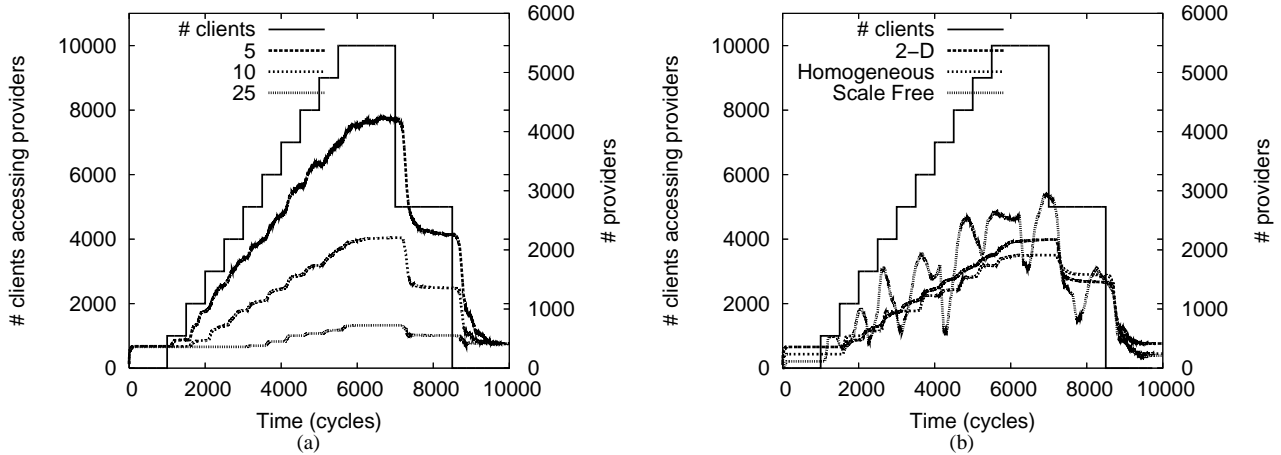 # clients
5
10
25
# clients accessing providers
10000
8000
6000
4000
2000
0
6000
5000
4000
3000
2000
1000
0
# providers
0 2000 4000 6000 8000 10000
Time (cycles)
(a)
# clients
2-D
Homogeneous
Scale Free
# clients accessing providers
10000
8000
6000
4000
2000
0
6000
5000
4000
3000
2000
1000
0
# providers
0 2000 4000 6000 8000 10000
Time (cycles)
(b)